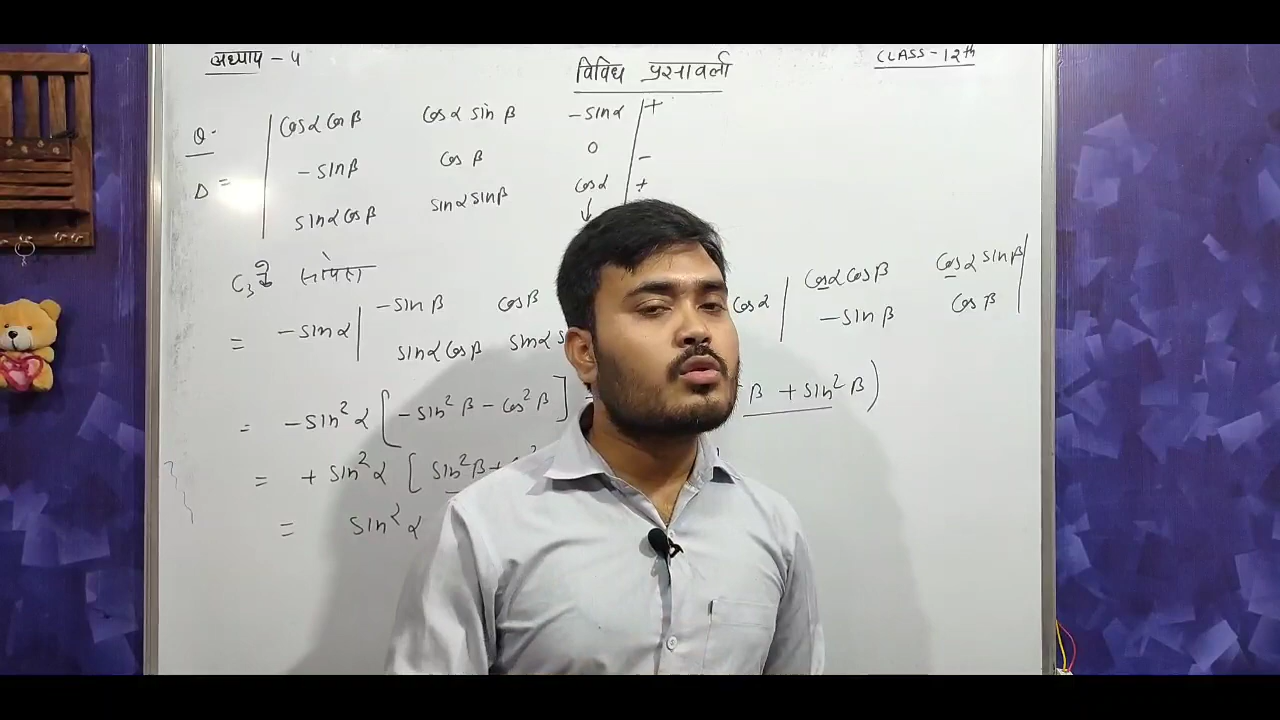 अध्याय - 4
विविध प्रश्नावली
CLASS - 12th
Q.
Δ =
| cosα cosβ cosα sinβ -sinα | +
-sinβ cosβ 0 -
sinα cosβ sinα sinβ cosα +
C3 से सापेक्ष
= -sinα | -sinβ cosβ cosα | cosα cosβ cosα sinβ |
sinα cosβ sinα s -sinβ cosβ
= -sin²α [ -sin²β - cos²β ] β + sin²β )
= + sin²α [ sin²β +
= sin²α